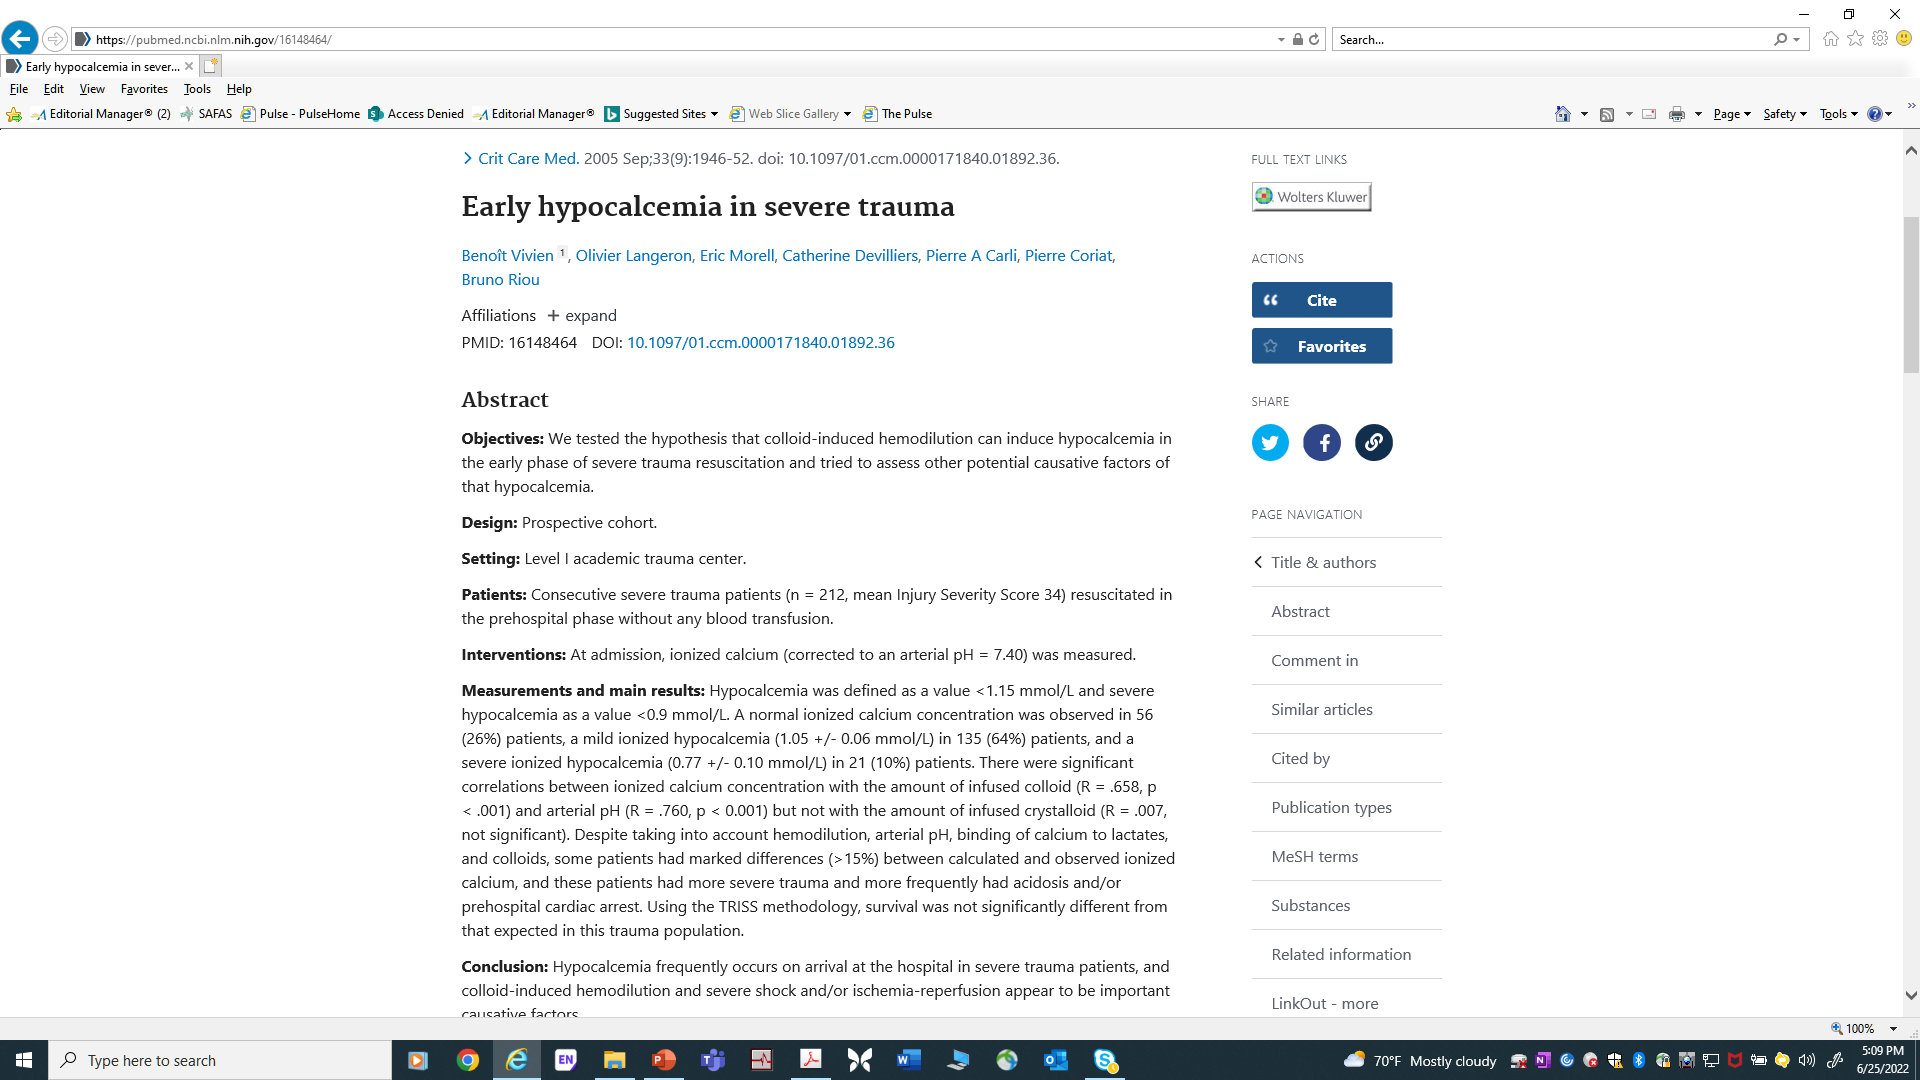 https://pubmed.ncbi.nlm.nih.gov/16148464/
Search...
Early hypocalcemia in sever...
File Edit View Favorites Tools Help
Editorial Manager® (2) SAFAS Pulse - PulseHome Access Denied Editorial Manager® Suggested Sites Web Slice Gallery The Pulse
Page Safety Tools
Crit Care Med. 2005 Sep;33(9):1946-52. doi: 10.1097/01.ccm.0000171840.01892.36.
Early hypocalcemia in severe trauma
Benoît Vivien 1, Olivier Langeron, Eric Morell, Catherine Devilliers, Pierre A Carli, Pierre Coriat,
Bruno Riou
Affiliations + expand
PMID: 16148464 DOI: 10.1097/01.ccm.0000171840.01892.36
Abstract
Objectives: We tested the hypothesis that colloid-induced hemodilution can induce hypocalcemia in
the early phase of severe trauma resuscitation and tried to assess other potential causative factors of
that hypocalcemia.
Design: Prospective cohort.
Setting: Level I academic trauma center.
Patients: Consecutive severe trauma patients (n = 212, mean Injury Severity Score 34) resuscitated in
the prehospital phase without any blood transfusion.
Interventions: At admission, ionized calcium (corrected to an arterial pH = 7.40) was measured.
Measurements and main results: Hypocalcemia was defined as a value <1.15 mmol/L and severe
hypocalcemia as a value <0.9 mmol/L. A normal ionized calcium concentration was observed in 56
(26%) patients, a mild ionized hypocalcemia (1.05 +/- 0.06 mmol/L) in 135 (64%) patients, and a
severe ionized hypocalcemia (0.77 +/- 0.10 mmol/L) in 21 (10%) patients. There were significant
correlations between ionized calcium concentration with the amount of infused colloid (R = .658, p
< .001) and arterial pH (R = .760, p < 0.001) but not with the amount of infused crystalloid (R = .007,
not significant). Despite taking into account hemodilution, arterial pH, binding of calcium to lactates,
and colloids, some patients had marked differences (>15%) between calculated and observed ionized
calcium, and these patients had more severe trauma and more frequently had acidosis and/or
prehospital cardiac arrest. Using the TRISS methodology, survival was not significantly different from
that expected in this trauma population.
Conclusion: Hypocalcemia frequently occurs on arrival at the hospital in severe trauma patients, and
colloid-induced hemodilution and severe shock and/or ischemia-reperfusion appear to be important
causative factors.
FULL TEXT LINKS
Wolters Kluwer
ACTIONS
Cite
Favorites
SHARE
PAGE NAVIGATION
Title & authors
Abstract
Comment in
Similar articles
Cited by
Publication types
MeSH terms
Substances
Related information
LinkOut - more
100%
Type here to search
EN
70°F Mostly cloudy
5:09 PM
6/25/2022